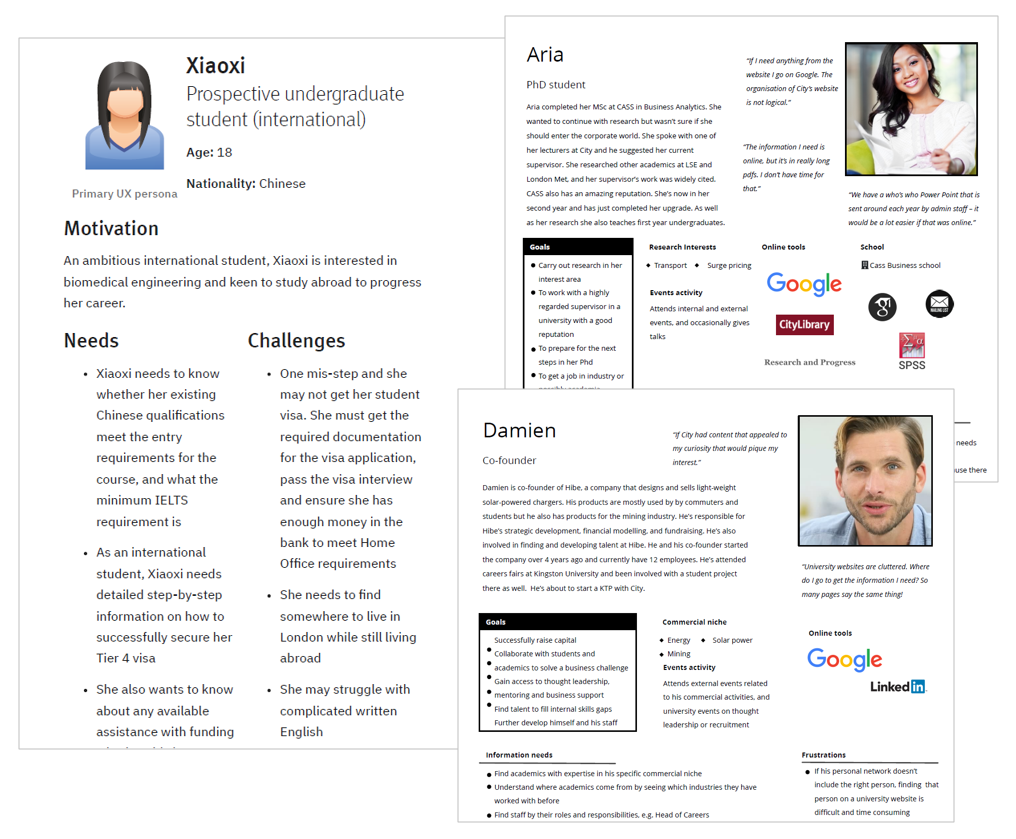 Xiaoxi
Prospective undergraduate
student (international)
Age: 18
Nationality: Chinese
Primary UX persona
Motivation
An ambitious international student, Xiaoxi is interested in
biomedical engineering and keen to study abroad to progress
her career.
Needs
• Xiaoxi needs to know
whether her existing
Chinese qualifications
meet the entry
requirements for the
course, and what the
minimum IELTS
requirement is
• As an international
student, Xiaoxi needs
detailed step-by-step
information on how to
successfully secure her
Tier 4 visa
• She also wants to know
about any available
assistance with funding
Challenges
• One mis-step and she
may not get her student
visa. She must get the
required documentation
for the visa application,
pass the visa interview
and ensure she has
enough money in the
bank to meet Home
Office requirements
• She needs to find
somewhere to live in
London while still living
abroad
• She may struggle with
complicated written
English
Aria
PhD student
Aria completed her MSc at CASS in Business Analytics. She
wanted to continue with research but wasn't sure if she
should enter the corporate world. She spoke with one of
her lecturers at City and he suggested her current
supervisor. She researched other academics at LSE and
London Met, and her supervisor's work was widely cited.
CASS also has an amazing reputation. She's now in her
second year and has just completed her upgrade. As well
as her research she also teaches first year undergraduates.
"If I need anything from the
website I go on Google. The
organisation of City's website
is not logical."
"The information I need is
online, but it's in really long
pdfs. I don't have time for
that."
"We have a who's who Power Point that is
sent around each year by admin staff – it
would be a lot easier if that was online."
Goals
• Carry out research in her
interest area
• To work with a highly
regarded supervisor in a
university with a good
reputation
• To prepare for the next
steps in her Phd
• To get a job in industry or
Research Interests
◆ Transport ◆ Surge pricing
Events activity
Attends internal and external
events, and occasionally gives
talks
Online tools
Google
CityLibrary
Research and Progress
School
Cass Business school
g
MAILING LIST
Σα
SPSS
needs
use there
Damien
Co-founder
Damien is co-founder of Hibe, a company that designs and sells light-weight
solar-powered chargers. His products are mostly used by by commuters and
students but he also has products for the mining industry. He's responsible for
Hibe's strategic development, financial modelling, and fundraising. He's also
involved in finding and developing talent at Hibe. He and his co-founder started
the company over 4 years ago and currently have 12 employees. He's attended
careers fairs at Kingston University and been involved with a student project
there as well. He's about to start a KTP with City.
"If City had content that appealed to
my curiosity that would pique my
interest."
"University websites are cluttered. Where
do I go to get the information I need? So
many pages say the same thing!
Goals
Successfully raise capital
• Collaborate with students and
• academics to solve a business challenge
• Gain access to thought leadership,
• mentoring and business support
• Find talent to fill internal skills gaps
Further develop himself and his staff
Commercial niche
◆ Energy ◆ Solar power
◆ Mining
Events activity
Attends external events related
to his commercial activities, and
university events on thought
leadership or recruitment
Online tools
Google
LinkedIn
Information needs
• Find academics with expertise in his specific commercial niche
• Understand where academics come from by seeing which industries they have
worked with before
• Find staff by their roles and responsibilities, e.g. Head of Careers
Frustrations
• If his personal network doesn't
include the right person, finding that
person on a university website is
difficult and time consuming